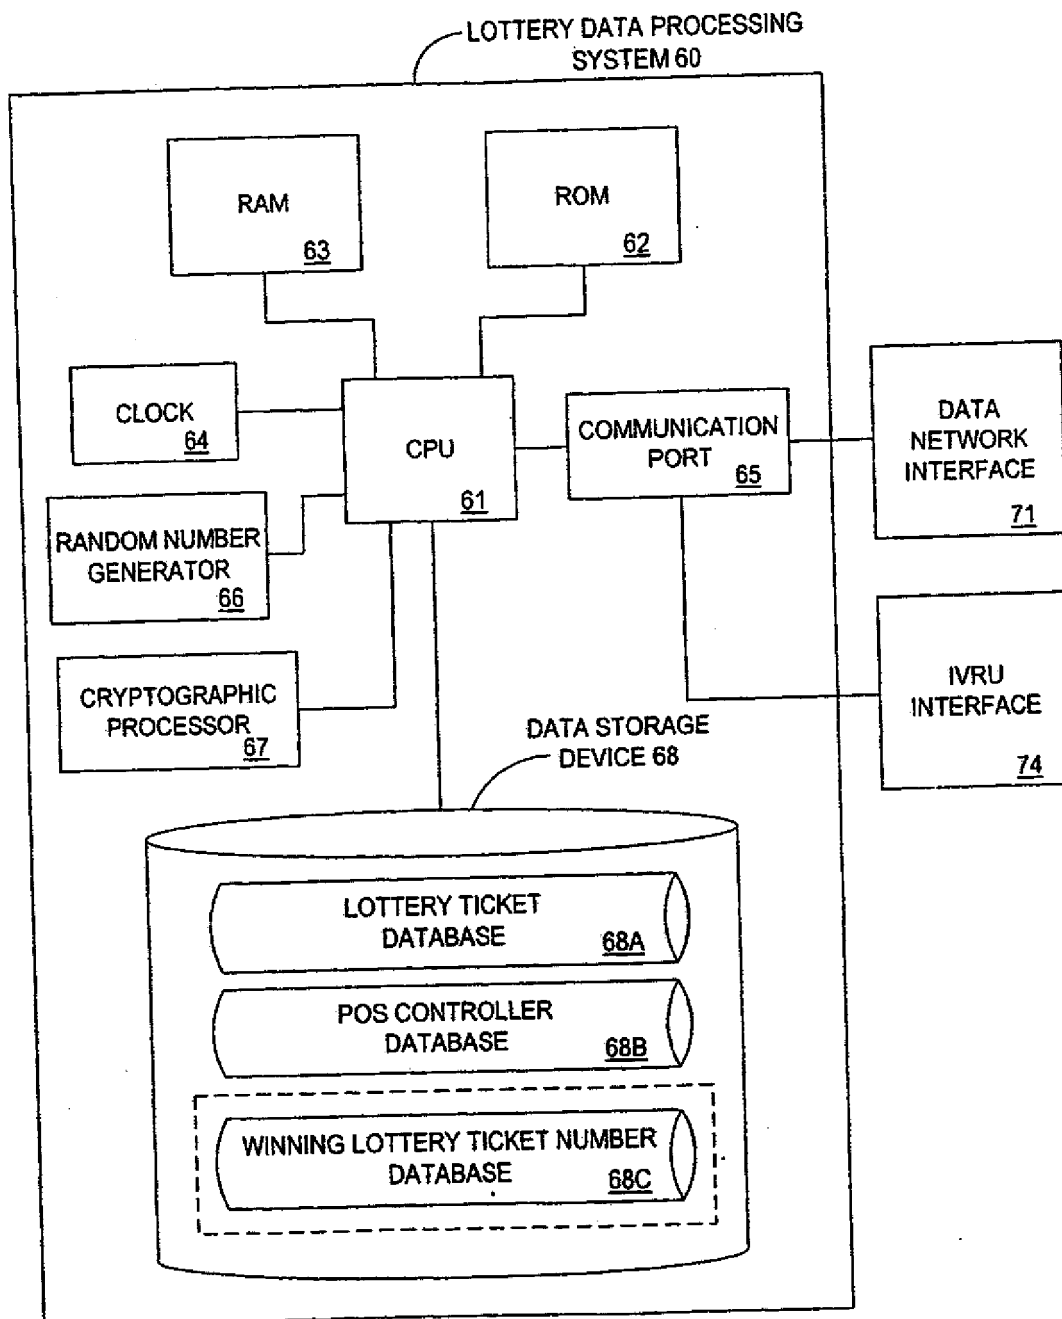 LOTTERY DATA PROCESSING
SYSTEM 60
RAM
63
ROM
62
CLOCK
64
CPU
61
COMMUNICATION
PORT
65
DATA
NETWORK
INTERFACE
71
RANDOM NUMBER
GENERATOR
66
CRYPTOGRAPHIC
PROCESSOR
67
IVRU
INTERFACE
74
DATA STORAGE
DEVICE 68
LOTTERY TICKET
DATABASE
68A
POS CONTROLLER
DATABASE
68B
WINNING LOTTERY TICKET NUMBER
DATABASE
68C